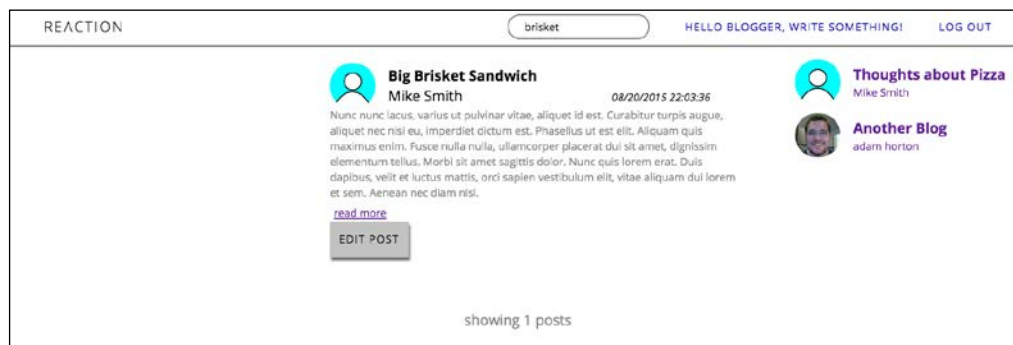 REACTION
brisket
HELLO BLOGGER, WRITE SOMETHING!
LOG OUT
Big Brisket Sandwich
Mike Smith
08/20/2015 22:03:36
Nunc nunc lacus, varius ut pulvinar vitae, aliquet id est. Curabitur turpis augue,
aliquet nec nisi eu, imperdiet dictum est. Phasellus ut est elit. Aliquam quis
maximus enim. Fusce nulla nulla, ullamcorper placerat dui sit amet, dignissim
elementum tellus. Morbi sit amet sagittis dolor. Nunc quis lorem erat. Duis
dapibus, velit et luctus mattis, orci sapien vestibulum elit, vitae aliquam dui lorem
et sem. Aenean nec diam nisl.
read more
EDIT POST
showing 1 posts
Thoughts about Pizza
Mike Smith
Another Blog
adam horton